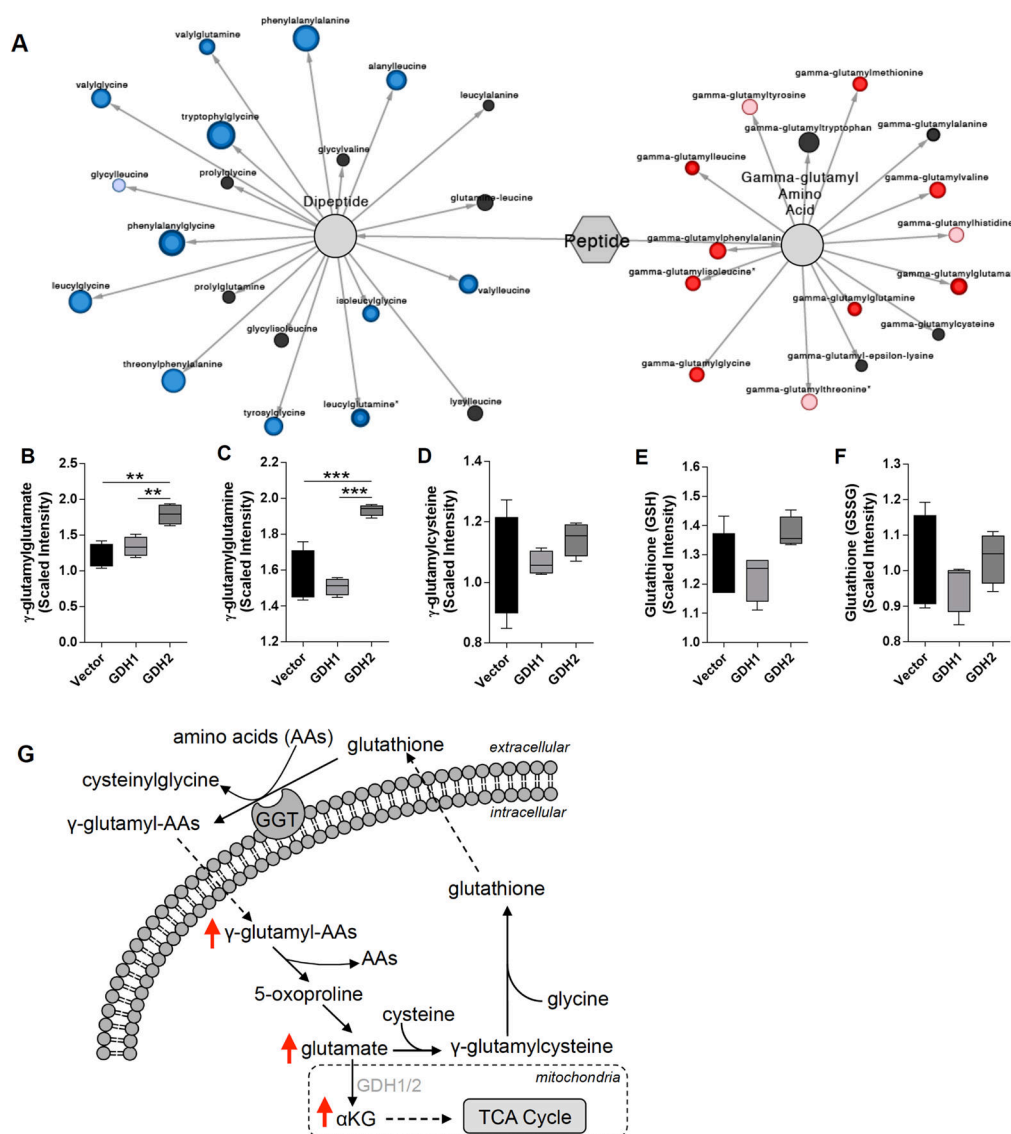 A
phenylalanylalanine
valylglutamine
alanylleucine
valylglycine
leucylalanine
tryptophylglycine
glycylvaline
glycylleucine
prolylglycine
Dipeptide
glutamine-leucine
phenylalanylglycine
leucylglycine
prolylglutamine
isoleucylglycine
valylleucine
glycylisoleucine
threonylphenylalanine
tyrosylglycine
leucylglutamine*
lysylleucine
Peptide
gamma-glutamylmethionine
gamma-glutamyltyrosine
gamma-glutamyltryptophan
gamma-glutamylalanine
gamma-glutamylleucine
Gamma-glutamyl
Amino
Acid
gamma-glutamylvaline
gamma-glutamylhistidine
gamma-glutamylphenylalanin
gamma-glutamylisoleucine*
gamma-glutamylglutamat
gamma-glutamylglutamine
gamma-glutamylcysteine
gamma-glutamyl-epsilon-lysine
gamma-glutamylglycine
gamma-glutamylthreonine*
B
γ-glutamylglutamate
(Scaled Intensity)
2.5
2.0
1.5
1.0
0.5
0.0
**
**
Vector
GDH1
GDH2
C
γ-glutamylglutamine
(Scaled Intensity)
2.2
2.0
1.8
1.6
1.4
1.2
***
***
Vector
GDH1
GDH2
D
γ-glutamylcysteine
(Scaled Intensity)
1.4
1.2
1.0
0.8
Vector
GDH1
GDH2
E
Glutathione (GSH)
(Scaled Intensity)
1.6
1.5
1.4
1.3
1.2
1.1
1.0
Vector
GDH1
GDH2
F
Glutathione (GSSG)
(Scaled Intensity)
1.3
1.2
1.1
1.0
0.9
0.8
Vector
GDH1
GDH2
G
amino acids (AAs)
glutathione
extracellular
intracellular
cysteinylglycine
γ-glutamyl-AAs
GGT
glutathione
γ-glutamyl-AAs
AAs
5-oxoproline
cysteine
glycine
glutamate
γ-glutamylcysteine
GDH1/2
mitochondria
αKG
TCA Cycle